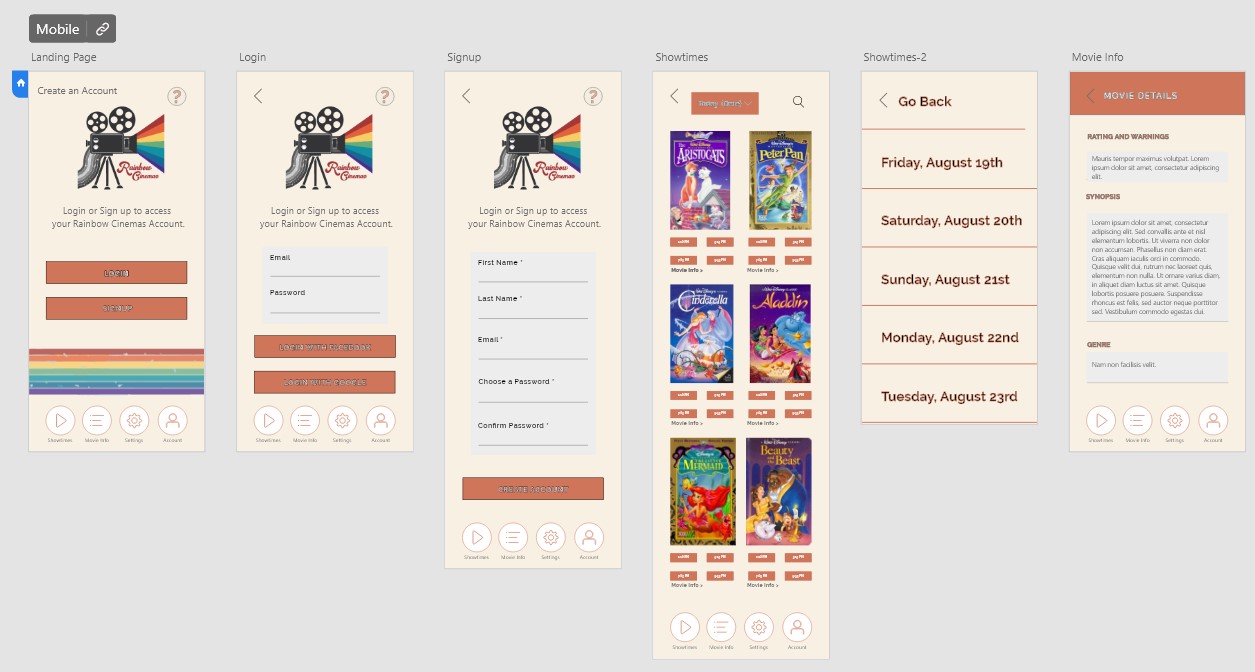 Mobile
Landing Page
Create an Account
?
Rainbow
Cinemas
Login or Sign up to access
your Rainbow Cinemas Account.
LOGIN
SIGNUP
Showtimes
Movie Info
Settings
Account
Login
?
Rainbow
Cinemas
Login or Sign up to access
your Rainbow Cinemas Account.
Email
Password
LOGIN WITH FACEBOOK
LOGIN WITH GOOGLE
Showtimes
Movie Info
Settings
Account
Signup
?
Rainbow
Cinemas
Login or Sign up to access
your Rainbow Cinemas Account.
First Name *
Last Name *
Email *
Choose a Password *
Confirm Password *
CREATE ACCOUNT
Showtimes
Movie Info
Settings
Account
Showtimes
ARISTOCATS
PETER PAN
Movie Info >
Movie Info >
Cinderella
Aladdin
Movie Info >
Movie Info >
THE LITTLE
MERMAID
Beauty
and the
Beast
Movie Info >
Movie Info >
Showtimes
Movie Info
Settings
Account
Showtimes-2
Go Back
Friday, August 19th
Saturday, August 20th
Sunday, August 21st
Monday, August 22nd
Tuesday, August 23rd
Movie Info
MOVIE DETAILS
RATING AND WARNINGS
Mauris tempor maximus volutpat. Lorem
ipsum dolor sit amet, consectetur adipiscing
elit.
SYNOPSIS
Lorem ipsum dolor sit amet, consectetur
adipiscing elit. Sed convallis ante et nisl
elementum lobortis. Ut viverra non dolor
non accumsan. Phasellus non diam erat.
Cras aliquam iaculis orci in commodo.
Quisque velit dui, rutrum nec laoreet quis,
elementum non nulla. Ut ornare varius diam,
in aliquet diam luctus sit amet. Quisque
lobortis posuere posuere. Suspendisse
rhoncus est felis, sed auctor neque porttitor
sed. Vestibulum commodo egestas dui.
GENRE
Nam non facilisis velit.
Showtimes
Movie Info
Settings
Account